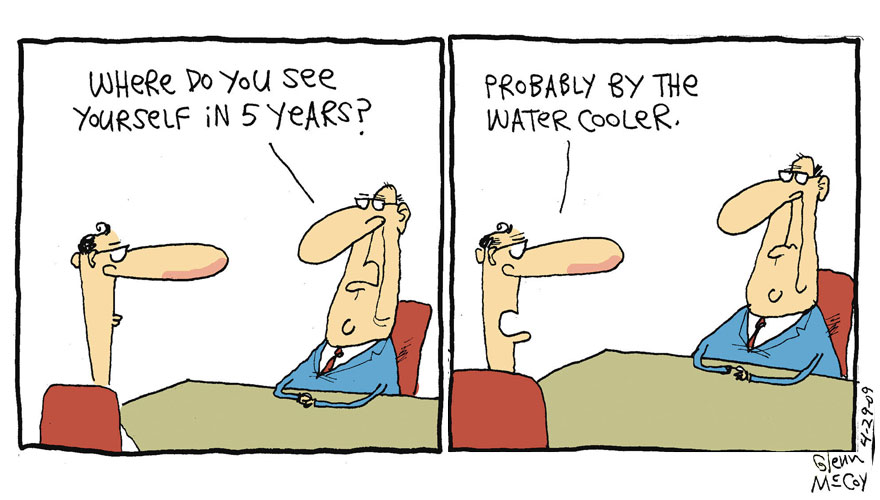 WHERE DO YOU SEE
YOURSELF IN 5 YEARS?
PROBABLY BY THE
WATER COOLER.
4-29-09
Glenn
McCoy